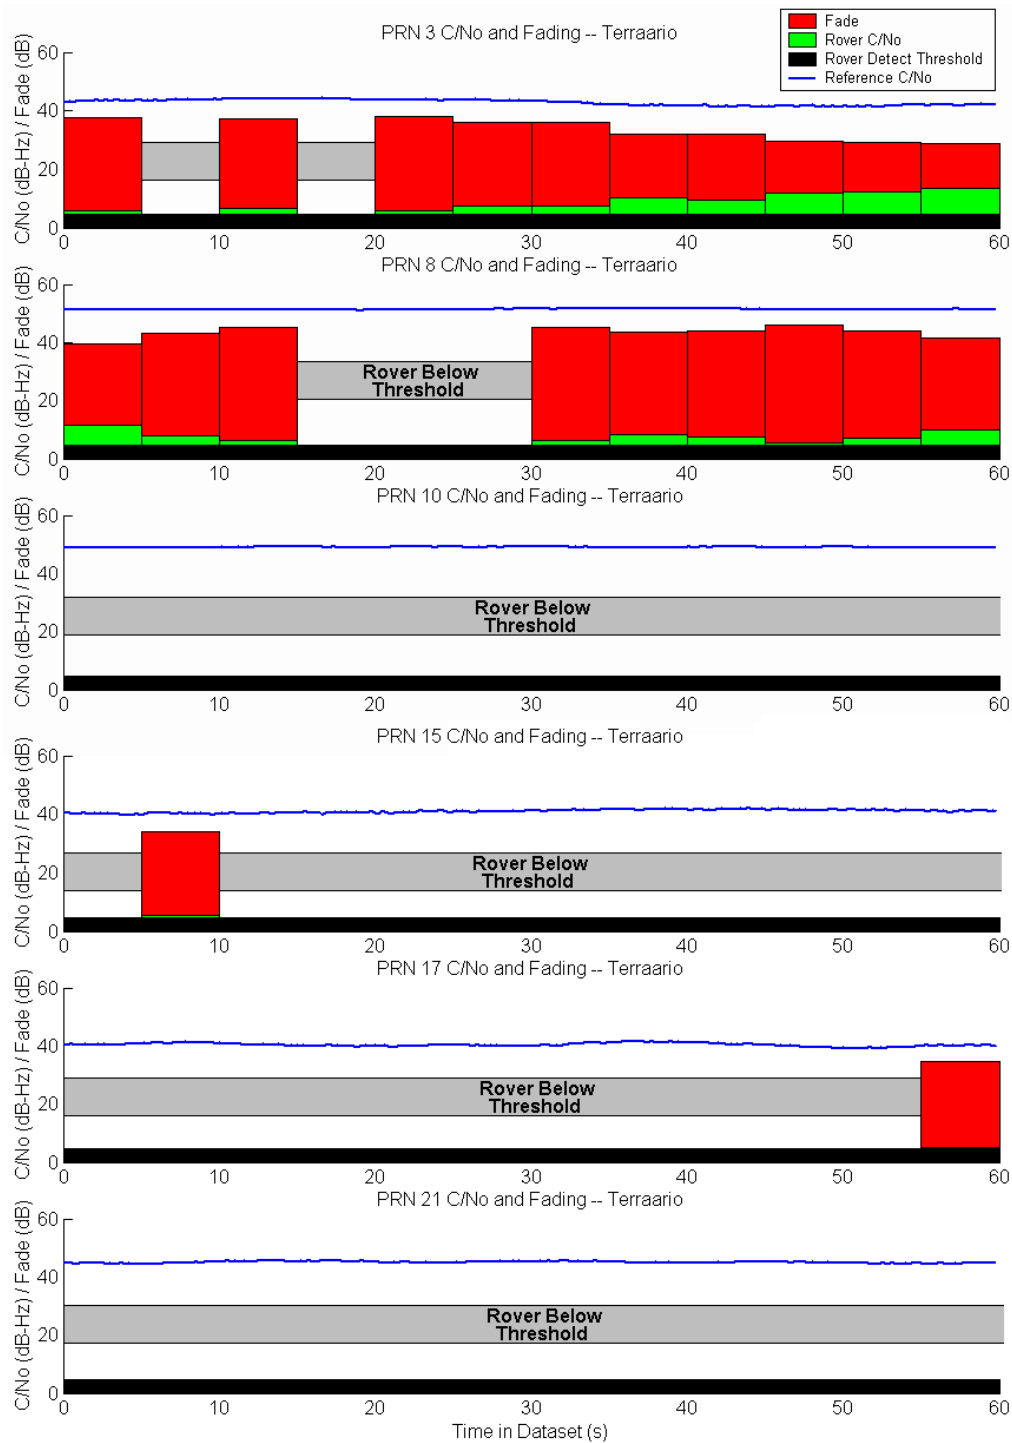 PRN 3 C/No and Fading -- Terraario
Fade
Rover C/No
Rover Detect Threshold
Reference C/No
C/No (dB-Hz) / Fade (dB)
60
40
20
0
0 10 20 30 40 50 60
PRN 8 C/No and Fading -- Terraario
C/No (dB-Hz) / Fade (dB)
60
40
20
0
Rover Below
Threshold
0 10 20 30 40 50 60
PRN 10 C/No and Fading -- Terraario
C/No (dB-Hz) / Fade (dB)
60
40
20
0
Rover Below
Threshold
0 10 20 30 40 50 60
PRN 15 C/No and Fading -- Terraario
C/No (dB-Hz) / Fade (dB)
60
40
20
0
Rover Below
Threshold
0 10 20 30 40 50 60
PRN 17 C/No and Fading -- Terraario
C/No (dB-Hz) / Fade (dB)
60
40
20
0
Rover Below
Threshold
0 10 20 30 40 50 60
PRN 21 C/No and Fading -- Terraario
C/No (dB-Hz) / Fade (dB)
60
40
20
0
Rover Below
Threshold
0 10 20 30 40 50 60
Time in Dataset (s)